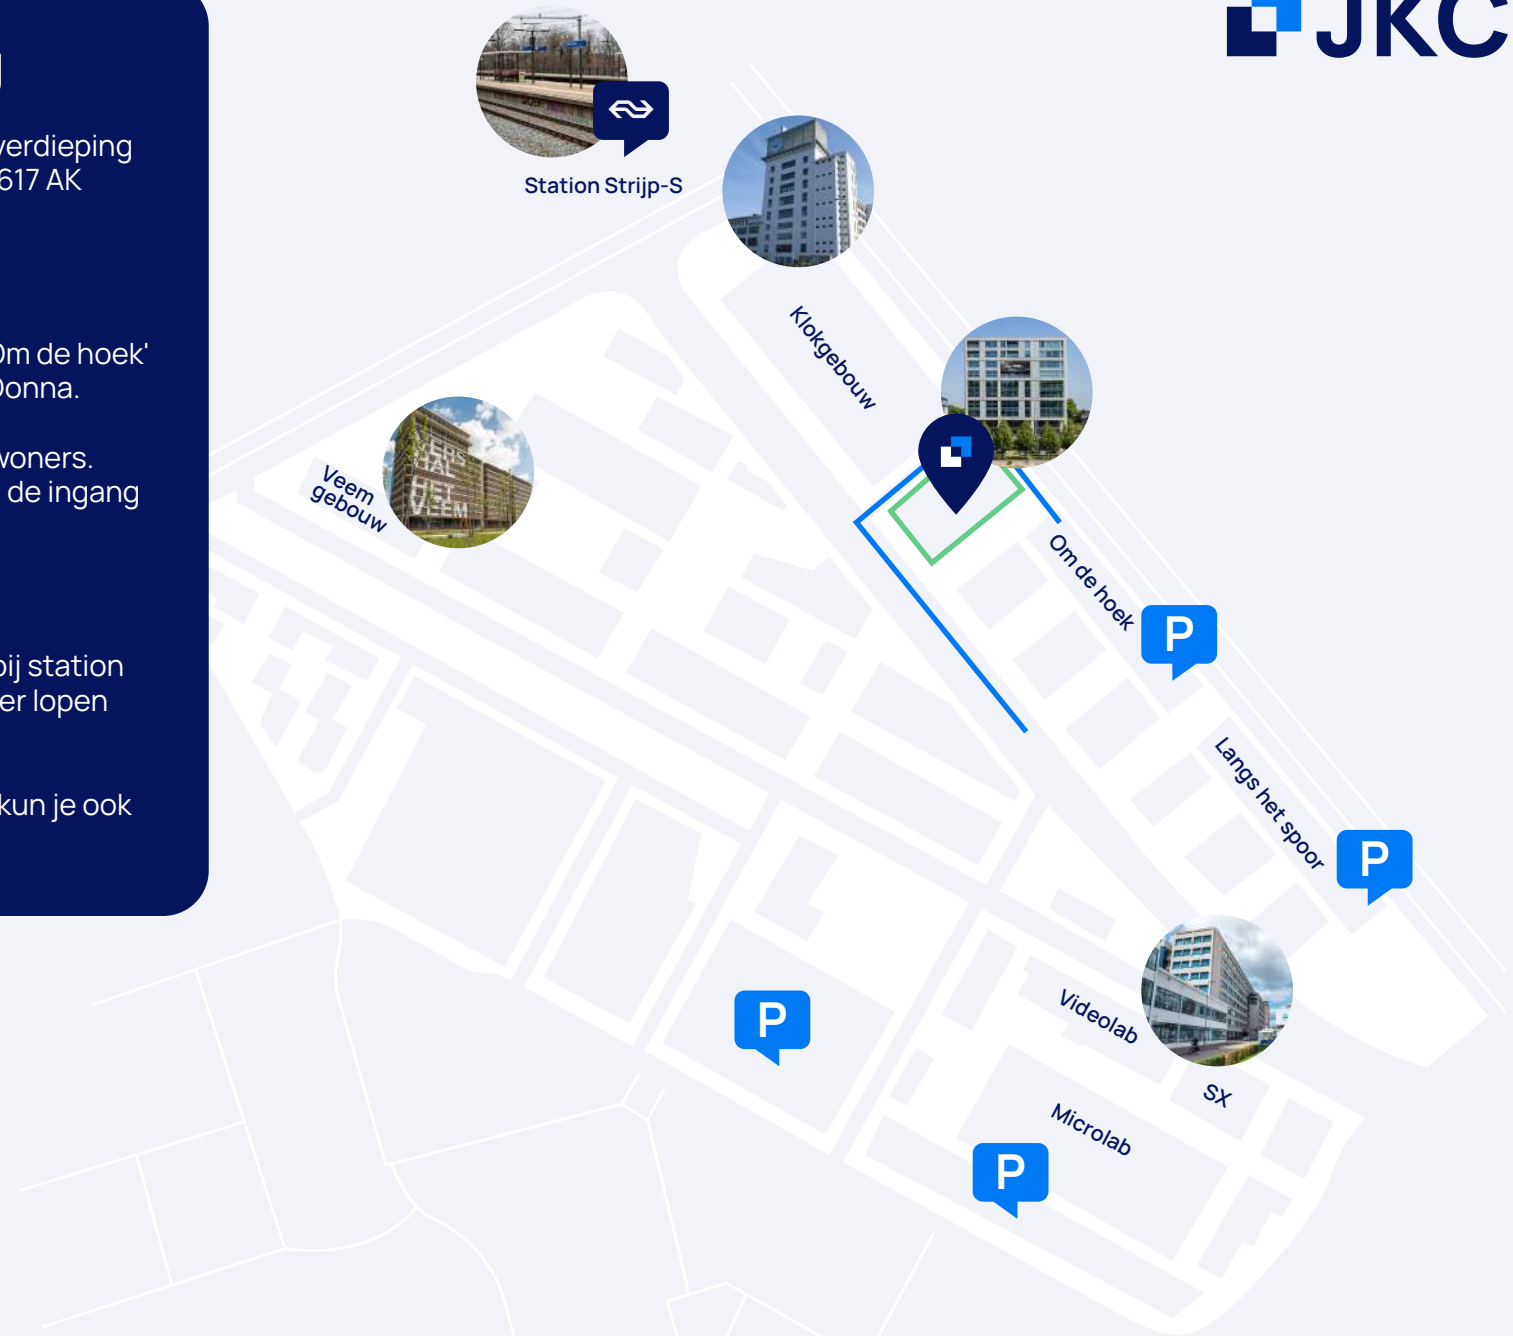 JKC
verdieping
617 AK
Om de hoek'
Donna.
woners.
de ingang
bij station
er lopen
kun je ook
Station Strijp-S
Klokgebouw
Veem
gebouw
Om de hoek
P
Langs het spoor
P
P
Videolab
SX
Microlab
P